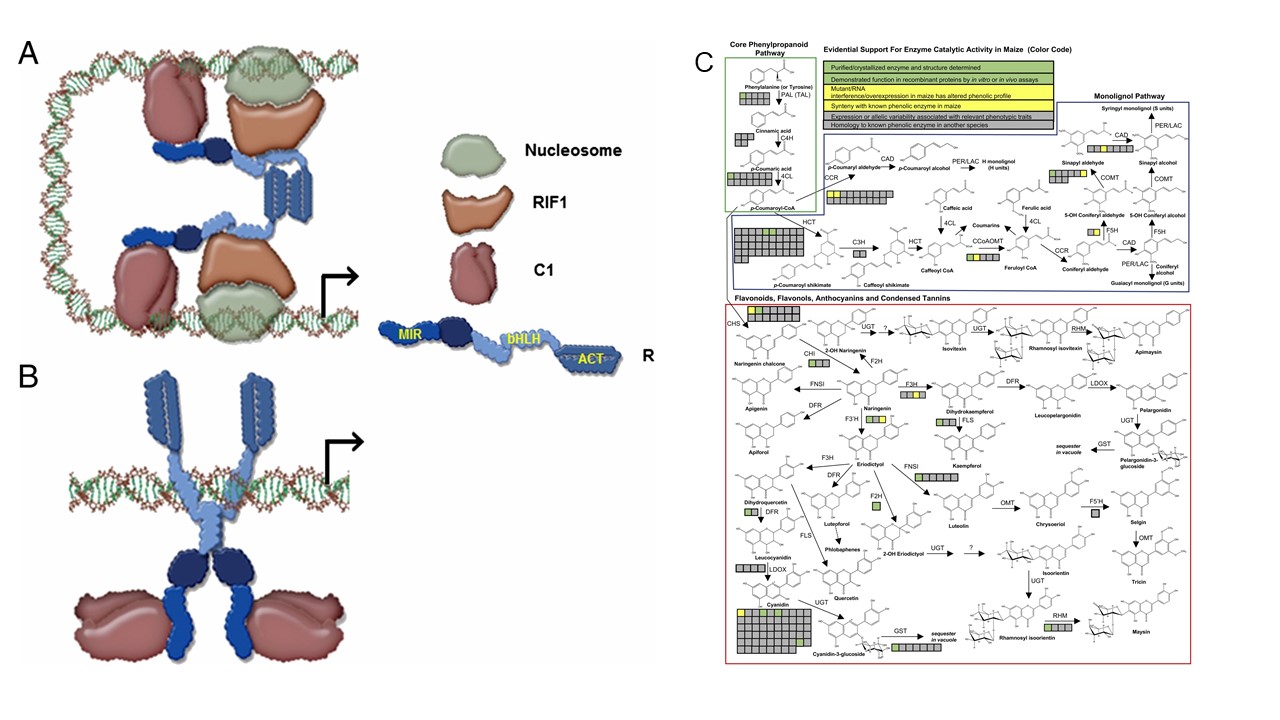 A
Nucleosome
RIF1
C1
MIR
bHLH
ACT
R
B
C
Core Phenylpropanoid
Pathway
Phenylalanine (or Tyrosine)
PAL (TAL)
Cinnamic acid
C4H
p-Coumaric acid
4CL
p-Coumaroyl-CoA
Evidential Support For Enzyme Catalytic Activity in Maize (Color Code)
Purified/crystallized enzyme and structure determined
Demonstrated function in recombinant proteins by in vitro or in vivo assays
Mutant/RNA
interference/overexpression in maize has altered phenolic profile
Synteny with known phenolic enzyme in maize
Expression or allelic variability associated with relevant phenotypic traits
Homology to known phenolic enzyme in another species
Monolignol Pathway
Syringyl monolignol (S units)
PER/LAC
CAD
Sinapyl aldehyde
Sinapyl alcohol
COMT
COMT
5-OH Coniferyl aldehyde
5-OH Coniferyl alcohol
F5H
F5H
CAD
Coniferyl aldehyde
Coniferyl
alcohol
PER/LAC
Guaiacyl monolignol (G units)
CCR
p-Coumaryl aldehyde
CAD
p-Coumaroyl alcohol
PER/LAC
H monolignol
(H units)
Caffeic acid
Ferulic acid
4CL
Coumarins
4CL
HCT
C3H
HCT
CCoAOMT
CCR
Caffeoyl CoA
Feruloyl CoA
p-Coumaroyl shikimate
Caffeoyl shikimate
Flavonoids, Flavonols, Anthocyanins and Condensed Tannins
CHS
Naringenin chalcone
2-OH Naringenin
UGT
?
Isovitexin
UGT
Rhamnosyl isovitexin
RHM
Apimaysin
CHI
F2H
FNSI
Apigenin
Naringenin
F3H
Dihydrokaempferol
DFR
Leucopelargonidin
LDOX
Pelargonidin
DFR
Apiforol
F3'H
FLS
Kaempferol
UGT
GST
sequester
in vacuole
Pelargonidin-3-
glucoside
Eriodictyol
F3H
DFR
FNSI
Dihydroquercetin
DFR
Luteoforol
F2H
Luteolin
OMT
Chrysoeriol
F5'H
Selgin
FLS
Phlobaphenes
2-OH Eriodictyol
UGT
?
Isoorientin
OMT
Tricin
Leucocyanidin
LDOX
Quercetin
Cyanidin
UGT
UGT
Cyanidin-3-glucoside
GST
sequester
in vacuole
Rhamnosyl isoorientin
RHM
Maysin